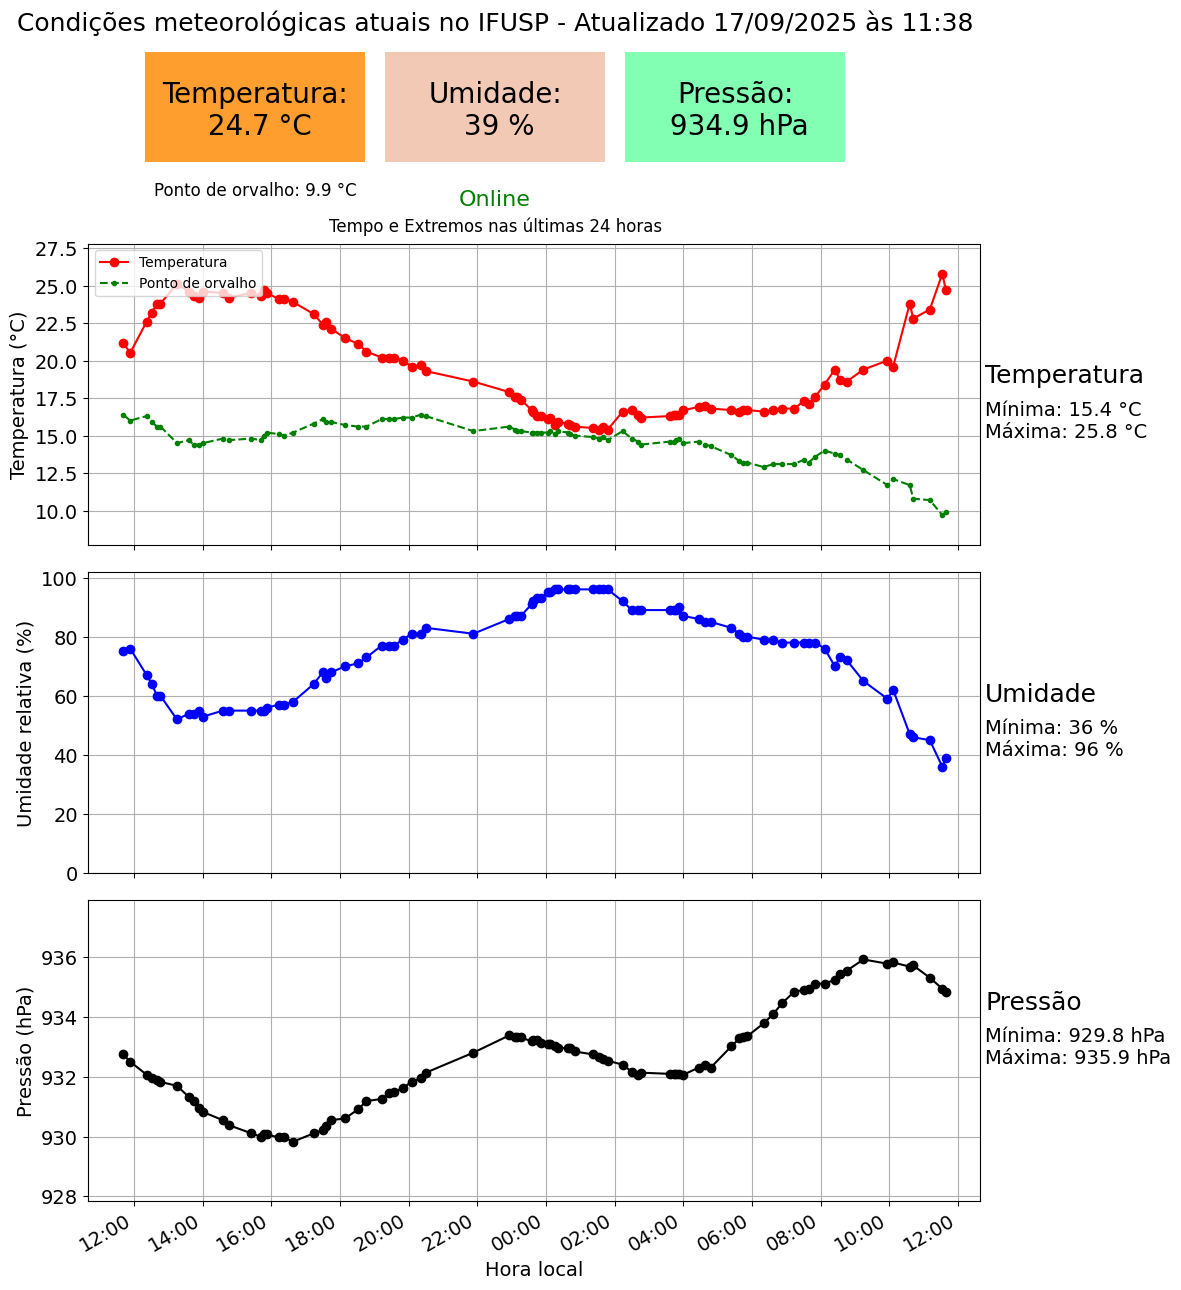 Condições meteorológicas atuais no IFUSP - Atualizado 17/09/2025 às 11:38
Temperatura:
24.7 °C
Umidade:
39 %
Pressão:
934.9 hPa
Ponto de orvalho: 9.9 °C
Online
Tempo e Extremos nas últimas 24 horas
Temperatura
Ponto de orvalho
27.5
25.0
22.5
20.0
17.5
15.0
12.5
10.0
Temperatura (°C)
Temperatura
Mínima: 15.4 °C
Máxima: 25.8 °C
100
80
60
40
20
0
Umidade relativa (%)
Umidade
Mínima: 36 %
Máxima: 96 %
936
934
932
930
928
Pressão (hPa)
Pressão
Mínima: 929.8 hPa
Máxima: 935.9 hPa
12:00
14:00
16:00
18:00
20:00
22:00
00:00
02:00
04:00
06:00
08:00
10:00
12:00
Hora local